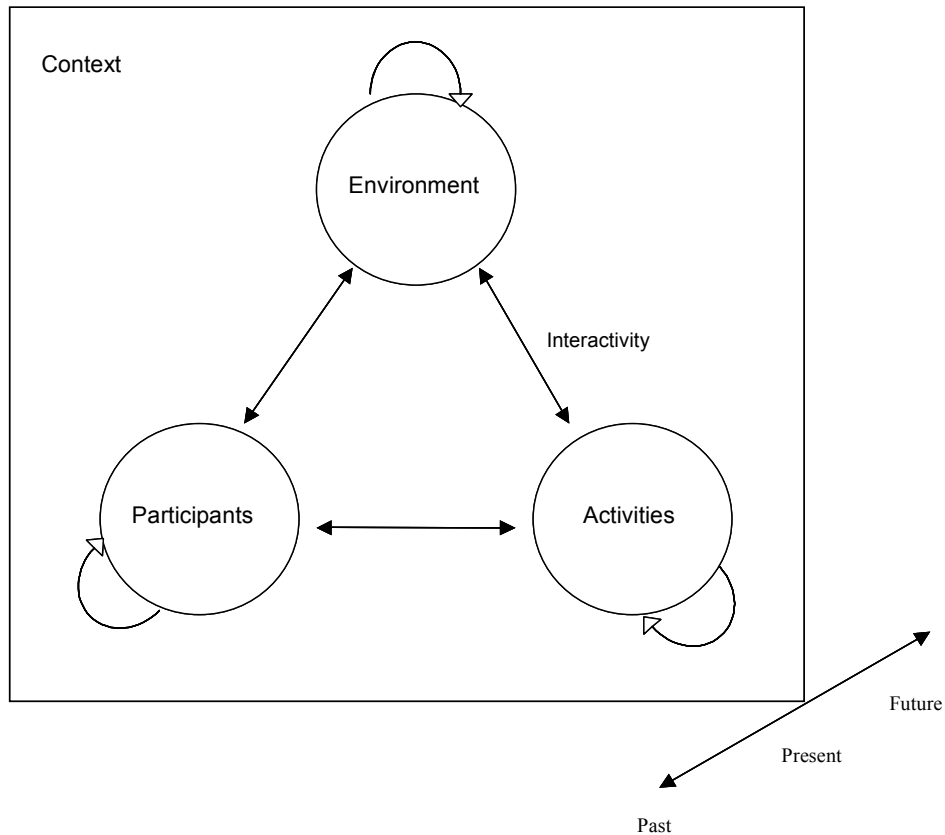 Context
Environment
Interactivity
Participants
Activities
Future
Present
Past